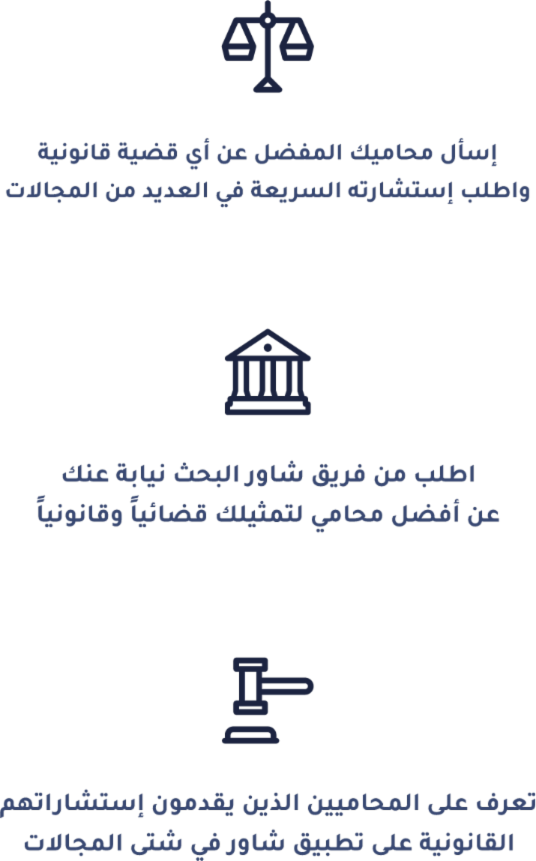 إسأل محاميك المفضل عن أي قضية قانونية
واطلب إستشارته السريعة في العديد من المجالات
اطلب من فريق شاور البحث نيابة عنك
عن أفضل محامي لتمثيلك قضائياً وقانونياً
تعرف على المحاميين الذين يقدمون إستشاراتهم
القانونية على تطبيق شاور في شتى المجالات